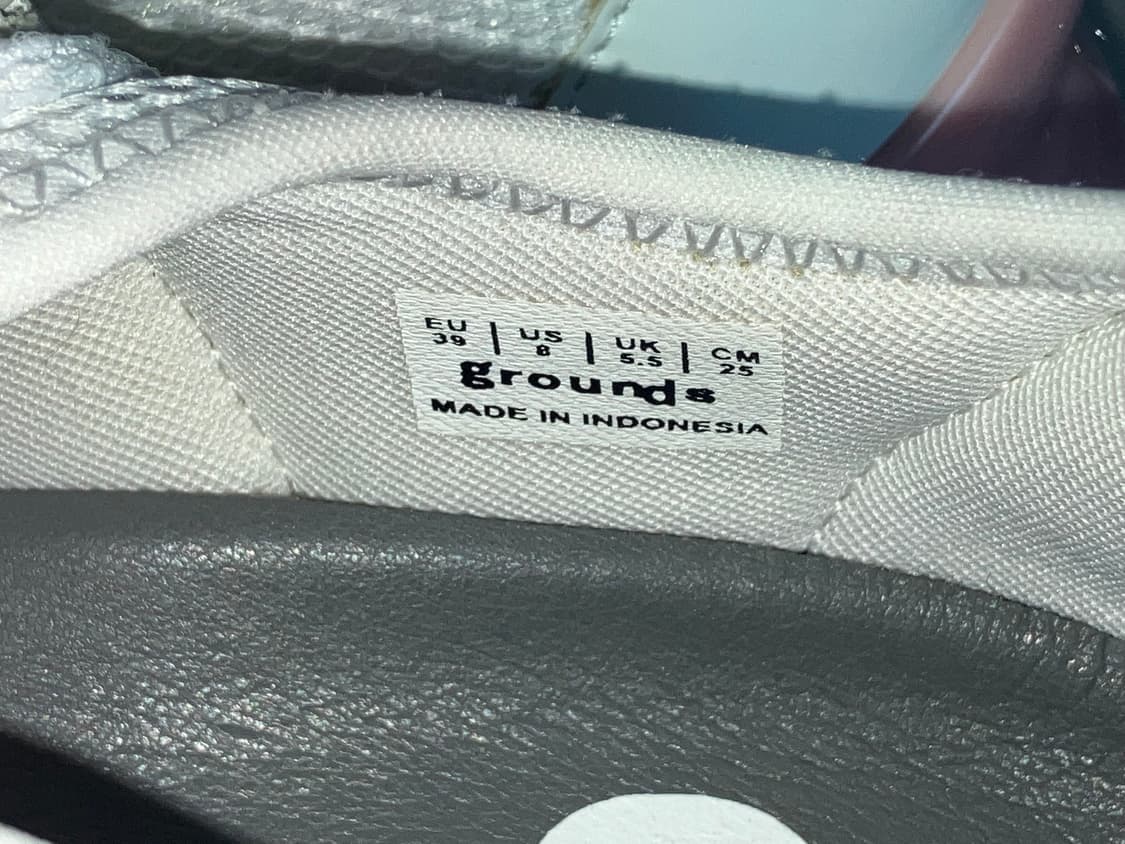 EU | US | UK | CM
39 8 5.5 25
grounds
MADE IN INDONESIA